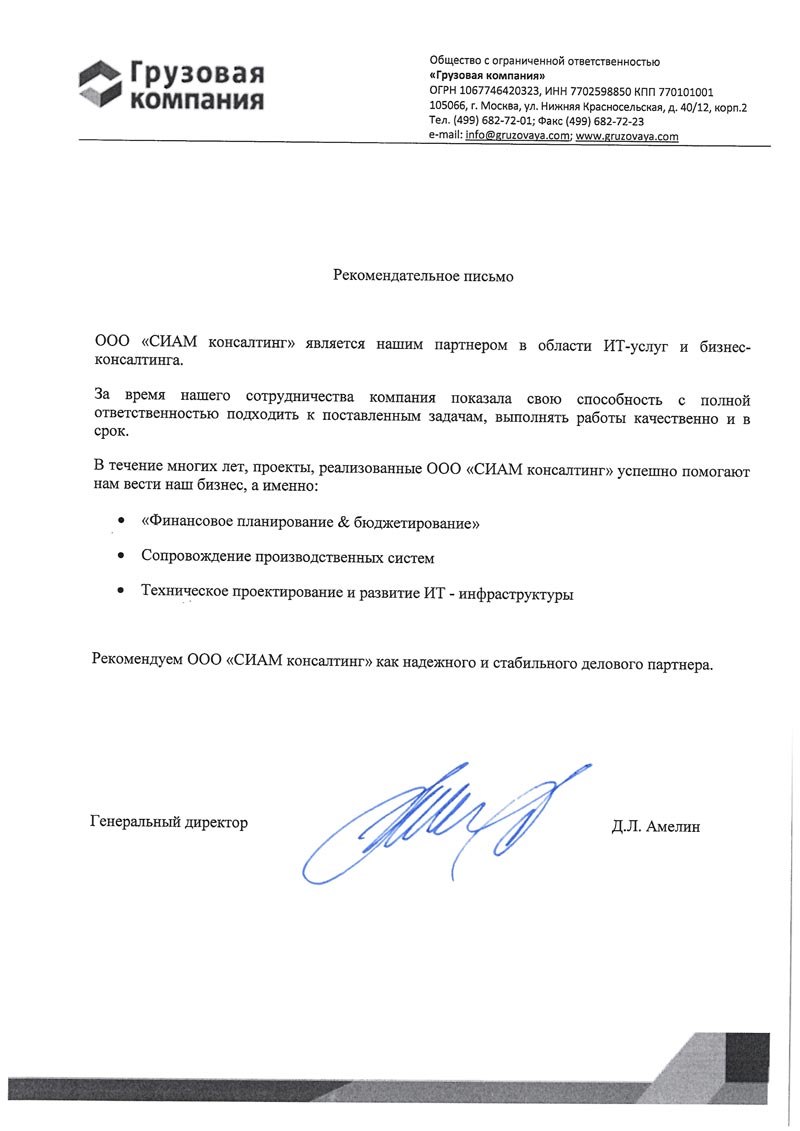 Грузовая
компания
Общество с ограниченной ответственностью
«Грузовая компания»
ОГРН 1067746420323, ИНН 7702598850 КПП 770101001
105066, г. Москва, ул. Нижняя Красносельская, д. 40/12, корп.2
Тел. (499) 682-72-01; Факс (499) 682-72-23
e-mail: info@gruzovaya.com; www.gruzovaya.com
Рекомендательное письмо
ООО «СИАМ консалтинг» является нашим партнером в области ИТ-услуг и бизнес-
консалтинга.
За время нашего сотрудничества компания показала свою способность с полной
ответственностью подходить к поставленным задачам, выполнять работы качественно и в
срок.
В течение многих лет, проекты, реализованные ООО «СИАМ консалтинг» успешно помогают
нам вести наш бизнес, а именно:
• «Финансовое планирование & бюджетирование»
• Сопровождение производственных систем
• Техническое проектирование и развитие ИТ - инфраструктуры
Рекомендуем ООО «СИАМ консалтинг» как надежного и стабильного делового партнера.
Генеральный директор
Д.Л. Амелин